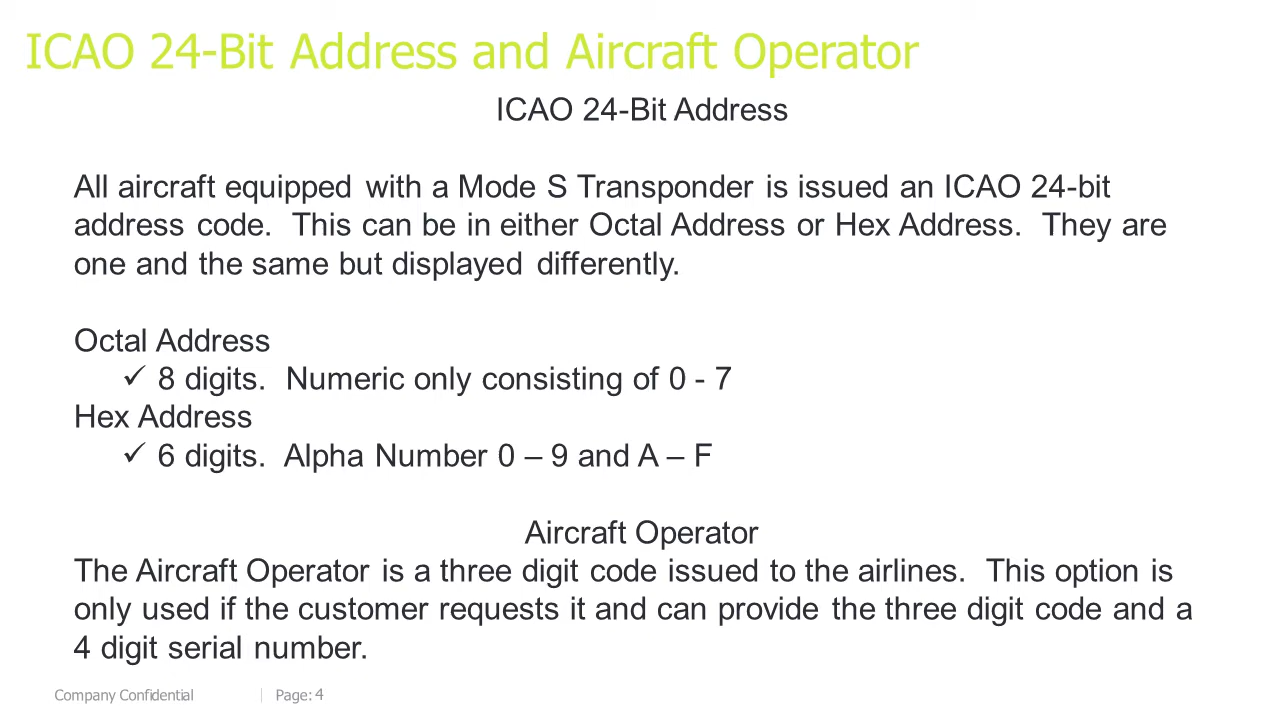 ICAO 24-Bit Address and Aircraft Operator
ICAO 24-Bit Address
All aircraft equipped with a Mode S Transponder is issued an ICAO 24-bit
address code. This can be in either Octal Address or Hex Address. They are
one and the same but displayed differently.
Octal Address
✓ 8 digits. Numeric only consisting of 0 - 7
Hex Address
✓ 6 digits. Alpha Number 0 – 9 and A – F
Aircraft Operator
The Aircraft Operator is a three digit code issued to the airlines. This option is
only used if the customer requests it and can provide the three digit code and a
4 digit serial number.
Company Confidential | Page: 4